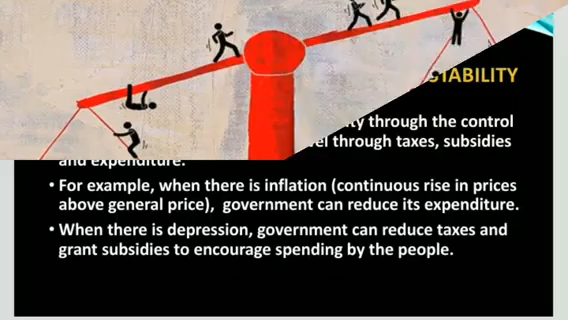 STABILITY
through the control
through taxes, subsidies
and expenditure.
• For example, when there is inflation (continuous rise in prices
above general price), government can reduce its expenditure.
• When there is depression, government can reduce taxes and
grant subsidies to encourage spending by the people.